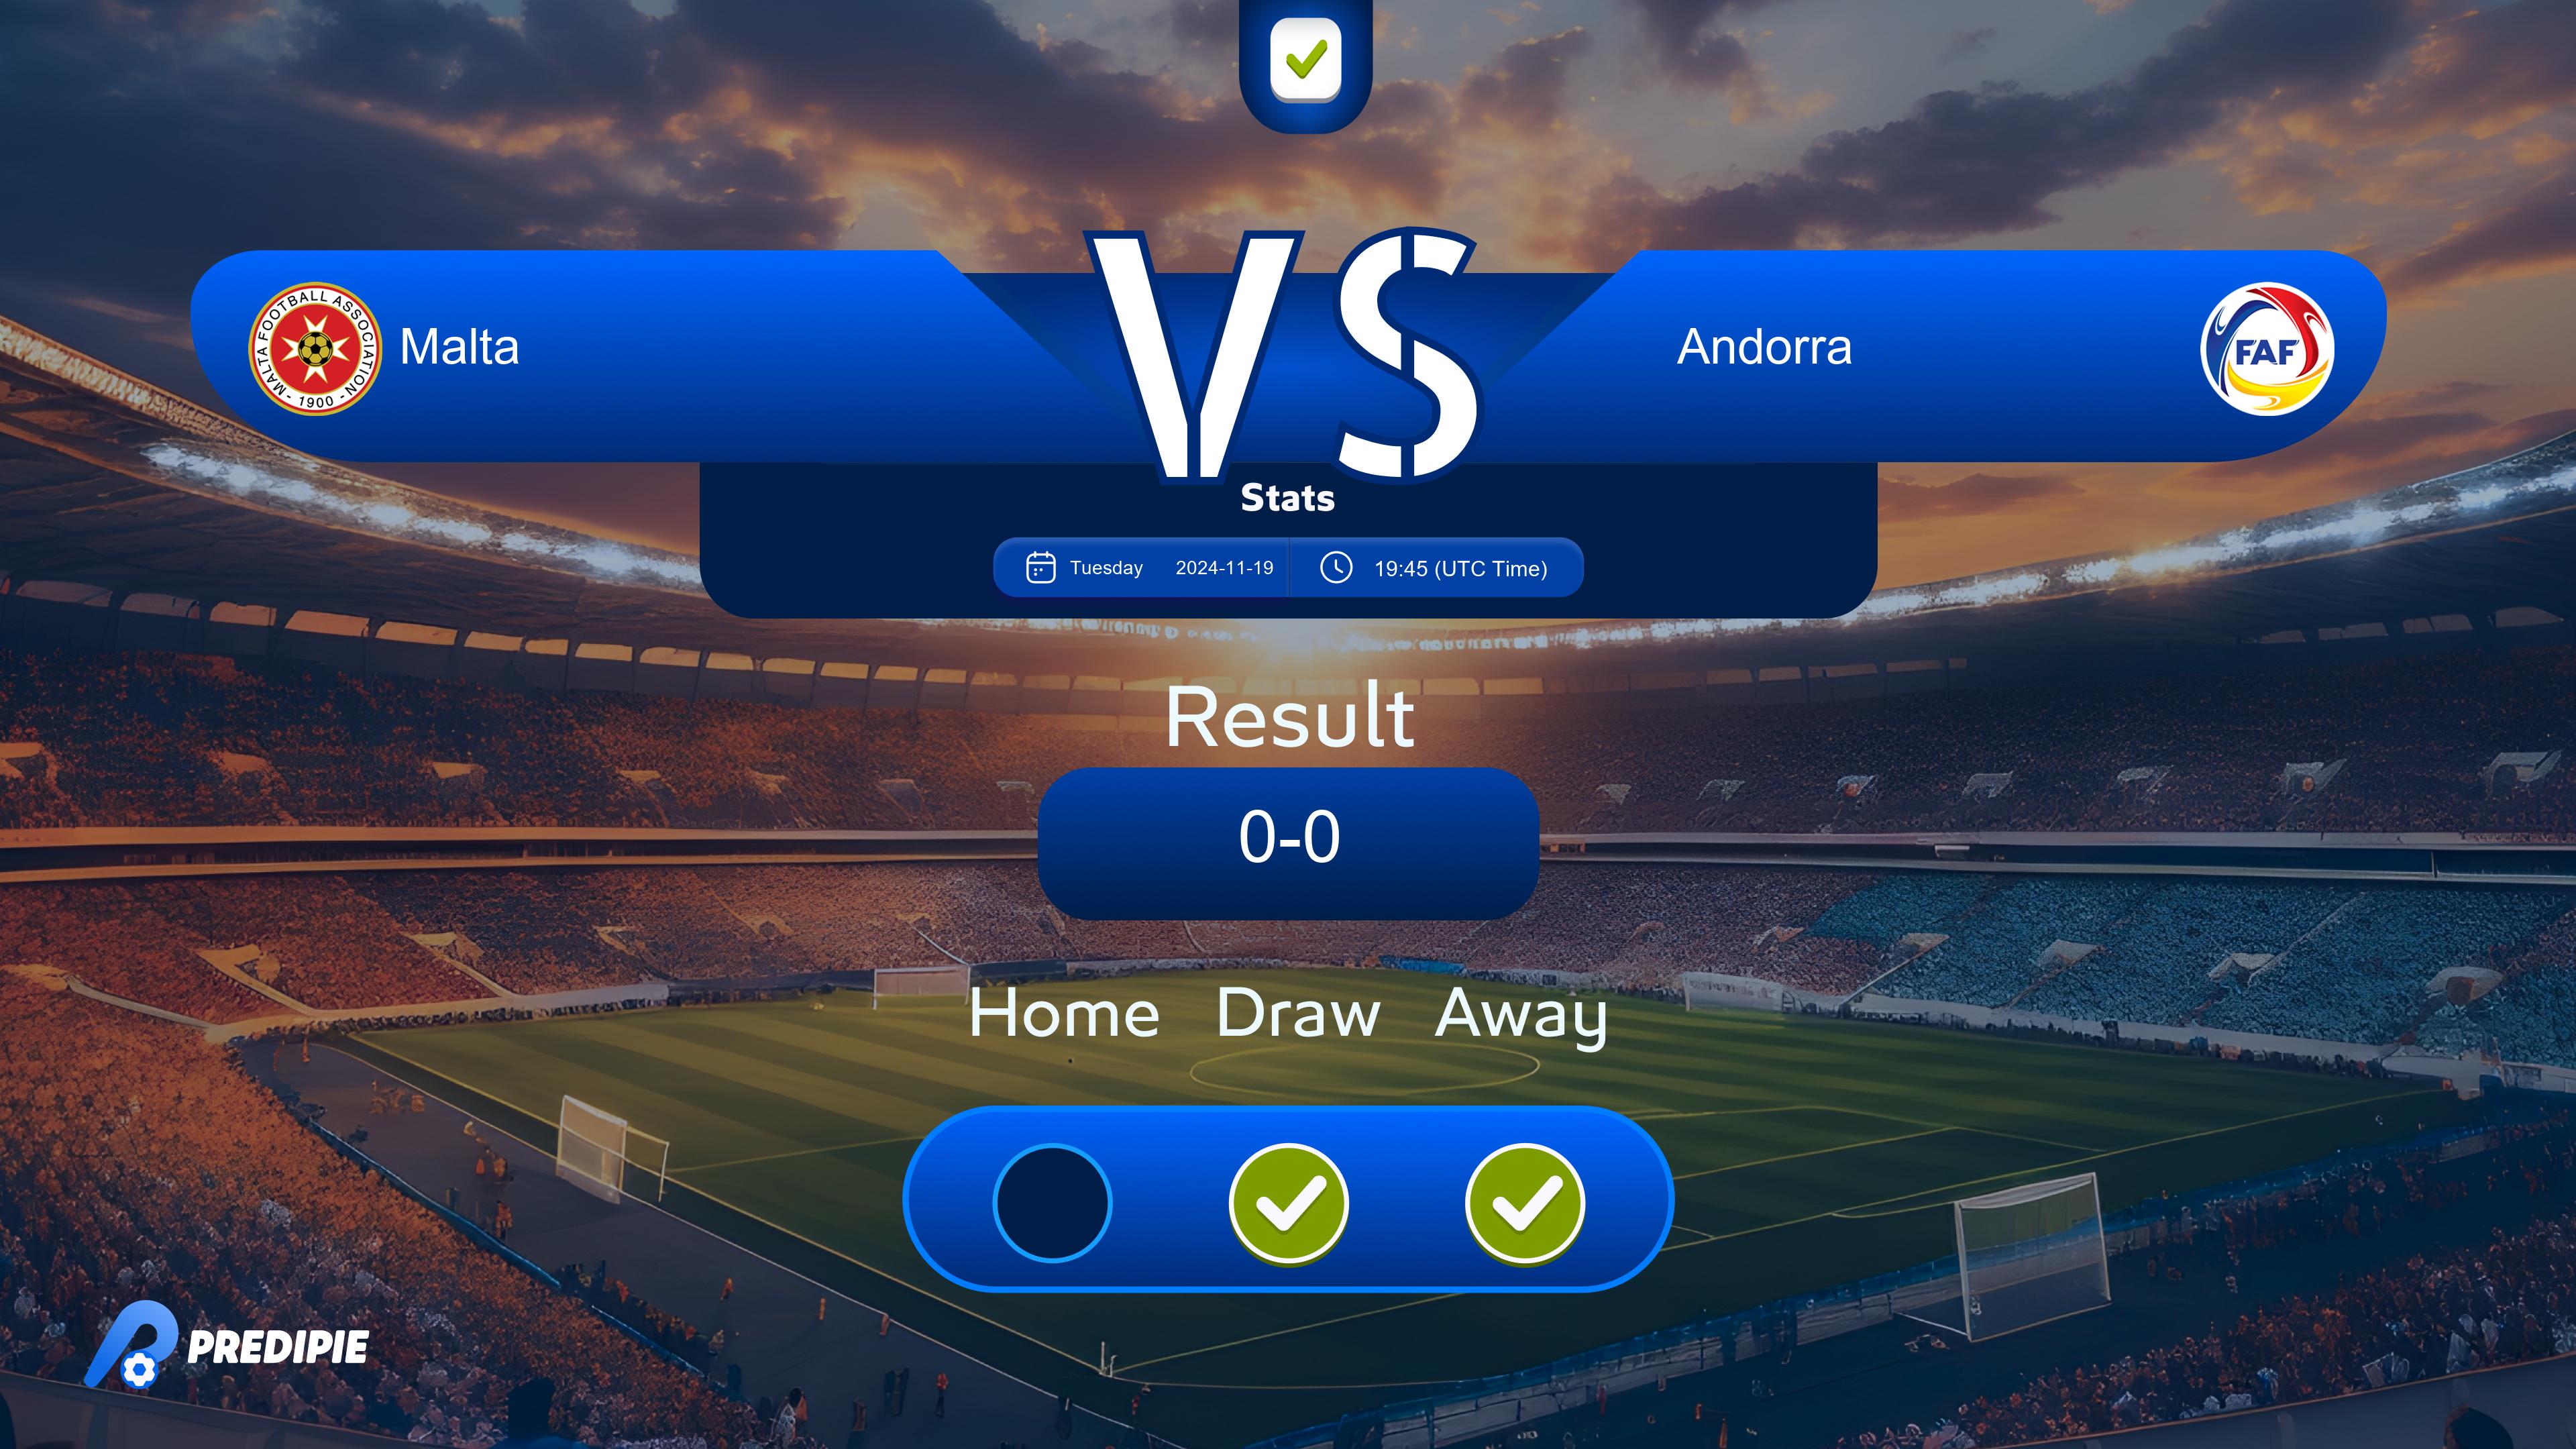 VS
MALTA FOOTBALL ASSOCIATION
- 1900 -
Malta
Andorra
FAF
Stats
Tuesday 2024-11-19 19:45 (UTC Time)
Result
0-0
Home Draw Away
PREDIPIE